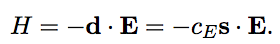 H = −d · E = −c_E s · E.